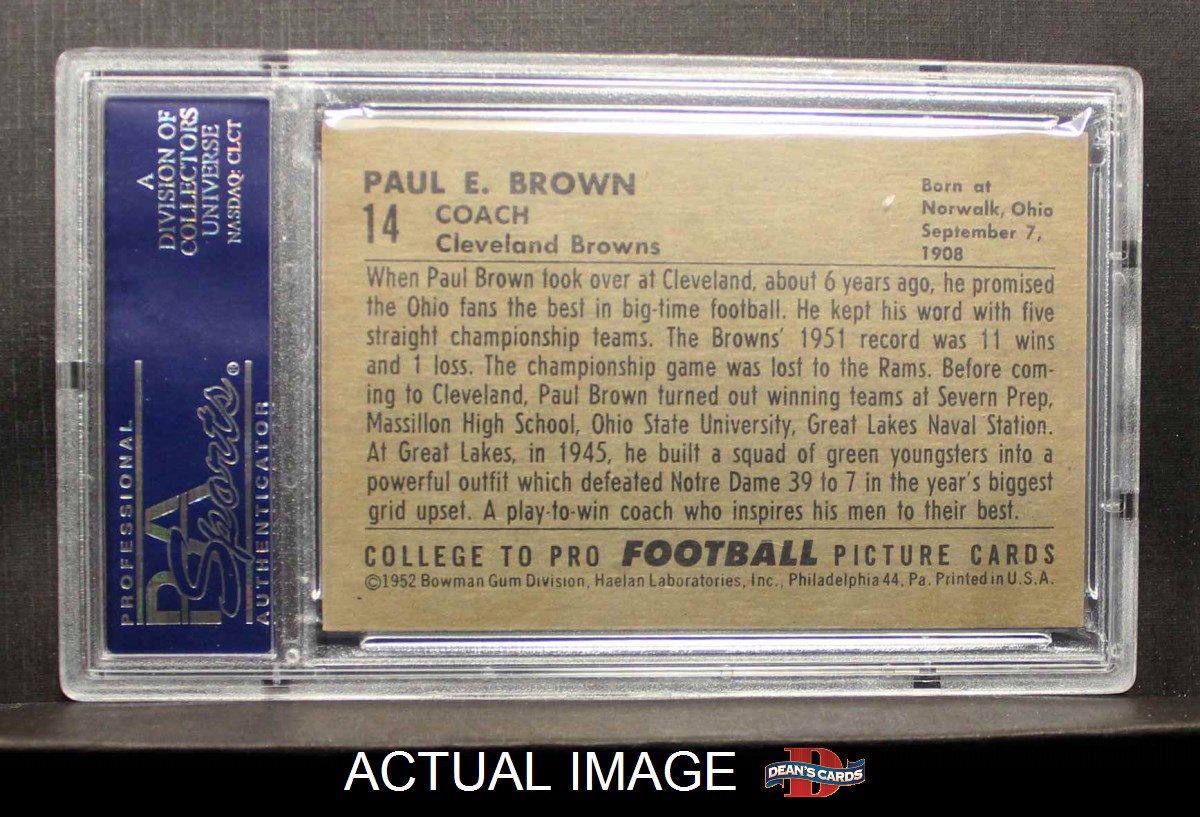 A
DIVISION OF
COLLECTORS
UNIVERSE
NASDAQ: CLCT
PROFESSIONAL
PSA
Sports®
AUTHENTICATOR
PAUL E. BROWN
14
COACH
Cleveland Browns
Born at
Norwalk, Ohio
September 7,
1908
When Paul Brown took over at Cleveland, about 6 years ago, he promised
the Ohio fans the best in big-time football. He kept his word with five
straight championship teams. The Browns' 1951 record was 11 wins
and 1 loss. The championship game was lost to the Rams. Before com-
ing to Cleveland, Paul Brown turned out winning teams at Severn Prep,
Massillon High School, Ohio State University, Great Lakes Naval Station.
At Great Lakes, in 1945, he built a squad of green youngsters into a
powerful outfit which defeated Notre Dame 39 to 7 in the year's biggest
grid upset. A play-to-win coach who inspires his men to their best.
COLLEGE TO PRO FOOTBALL PICTURE CARDS
©1952 Bowman Gum Division, Haelan Laboratories, Inc., Philadelphia 44, Pa. Printed in U.S.A.
ACTUAL IMAGE
DEAN'S CARDS